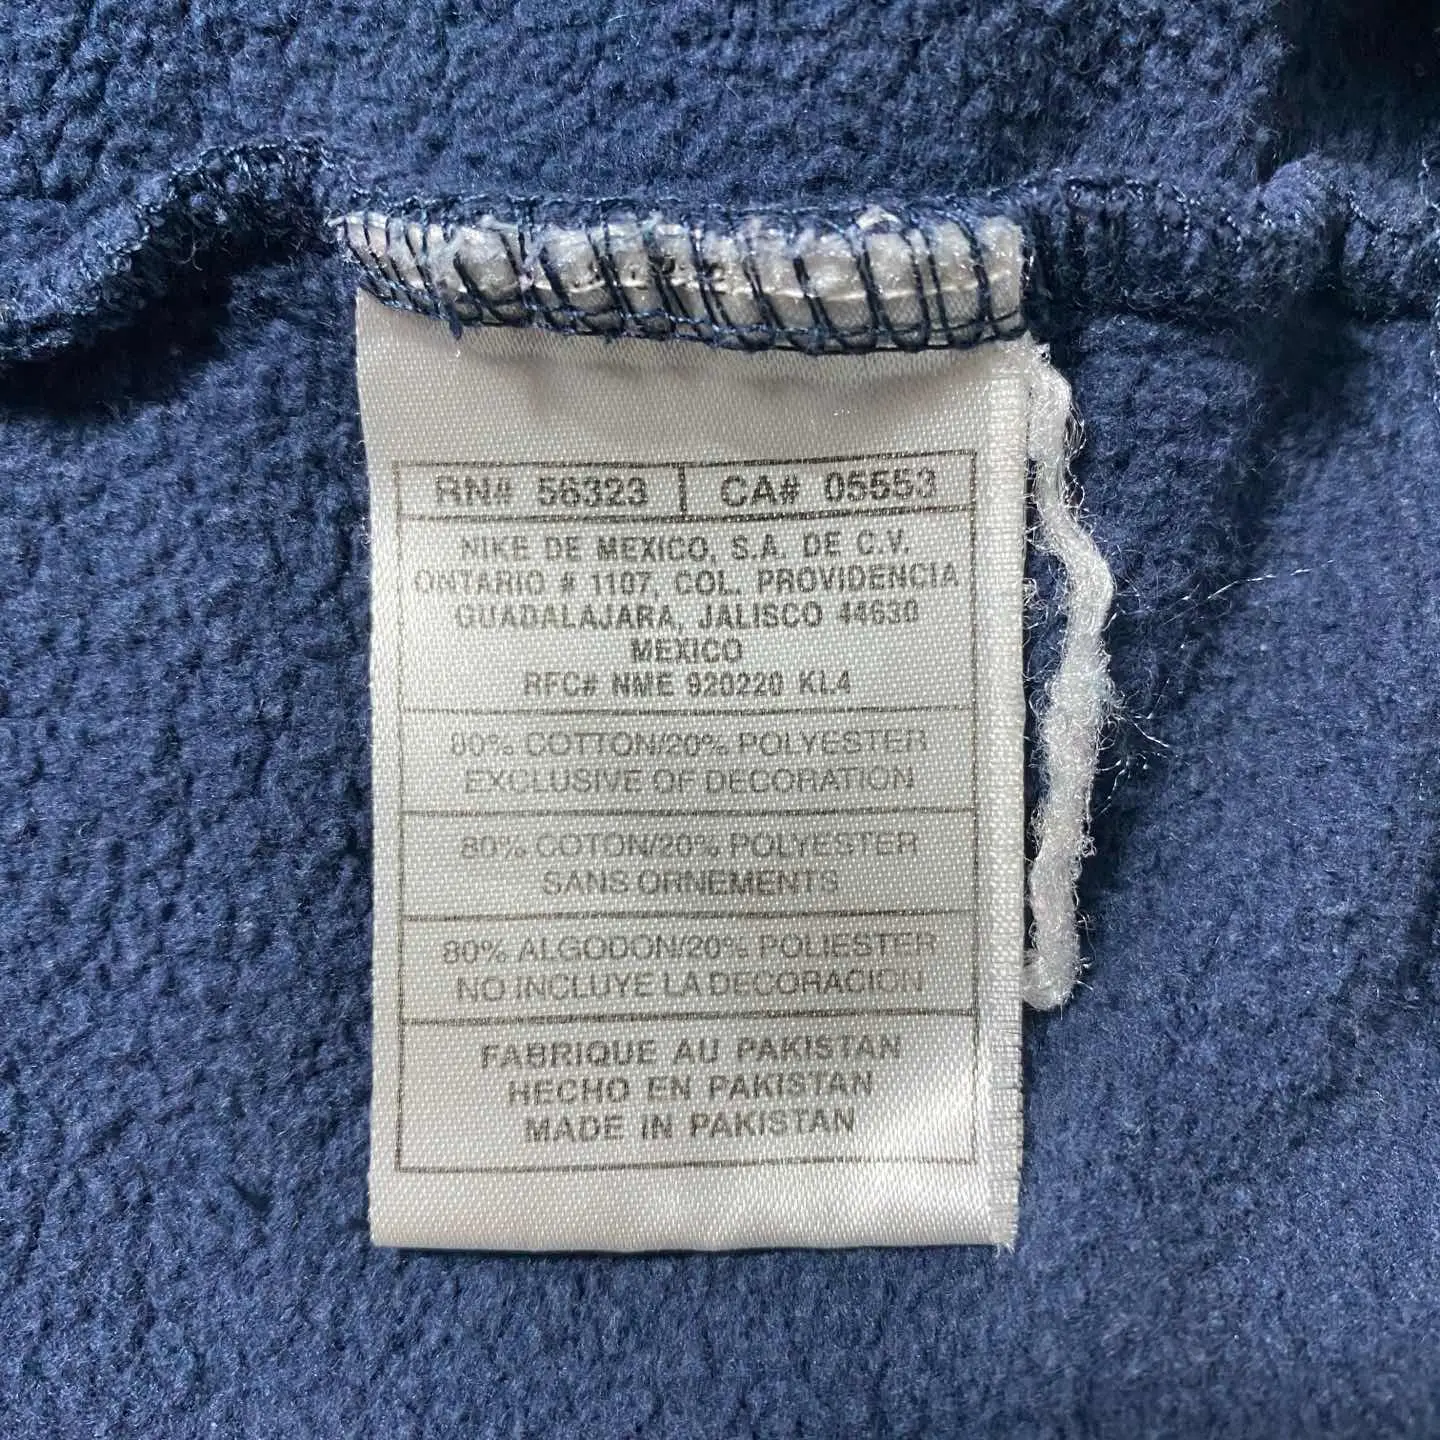 RN# 56323 | CA# 05553
NIKE DE MEXICO, S.A. DE C.V.
ONTARIO # 1107, COL. PROVIDENCIA
GUADALAJARA, JALISCO 44630
MEXICO
RFC# NME 920220 KL4
80% COTTON/20% POLYESTER
EXCLUSIVE OF DECORATION
80% COTON/20% POLYESTER
SANS ORNEMENTS
80% ALGODON/20% POLIESTER
NO INCLUYE LA DECORACION
FABRIQUE AU PAKISTAN
HECHO EN PAKISTAN
MADE IN PAKISTAN